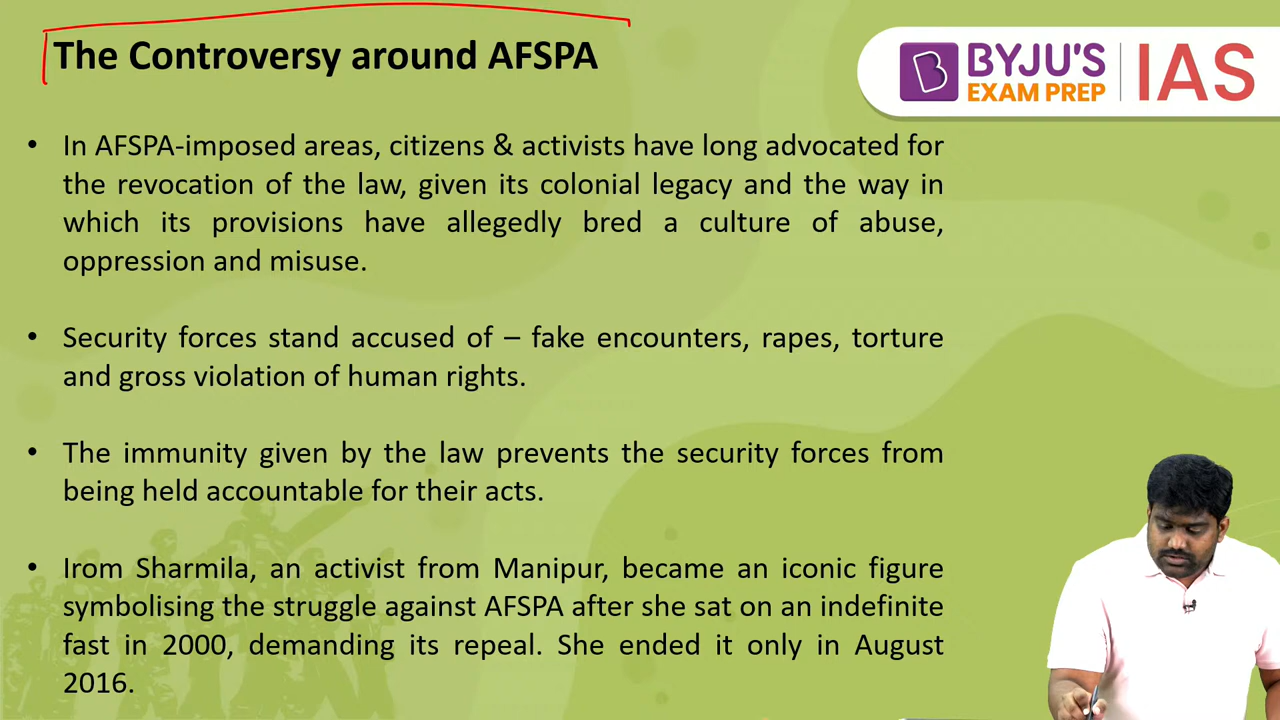 The Controversy around AFSPA
BYJU'S
EXAM PREP
IAS
• In AFSPA-imposed areas, citizens & activists have long advocated for
the revocation of the law, given its colonial legacy and the way in
which its provisions have allegedly bred a culture of abuse,
oppression and misuse.
• Security forces stand accused of – fake encounters, rapes, torture
and gross violation of human rights.
• The immunity given by the law prevents the security forces from
being held accountable for their acts.
• Irom Sharmila, an activist from Manipur, became an iconic figure
symbolising the struggle against AFSPA after she sat on an indefinite
fast in 2000, demanding its repeal. She ended it only in August
2016.